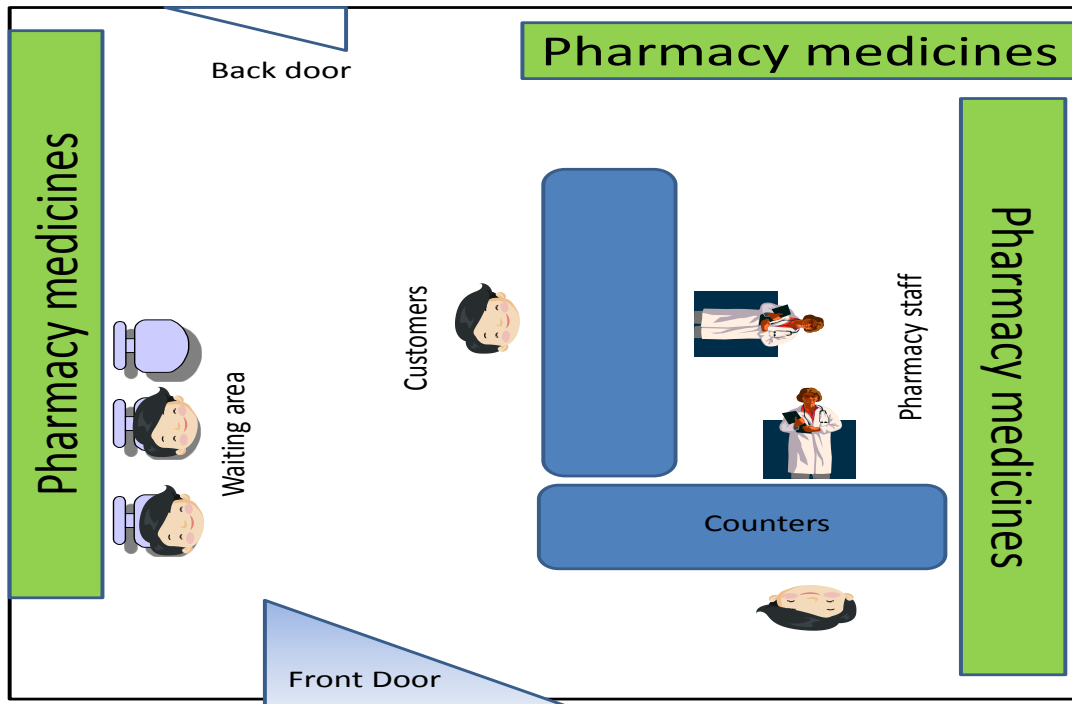 Back door
Pharmacy medicines
Pharmacy medicines
Customers
Pharmacy staff
Pharmacy medicines
Waiting area
Counters
Front Door